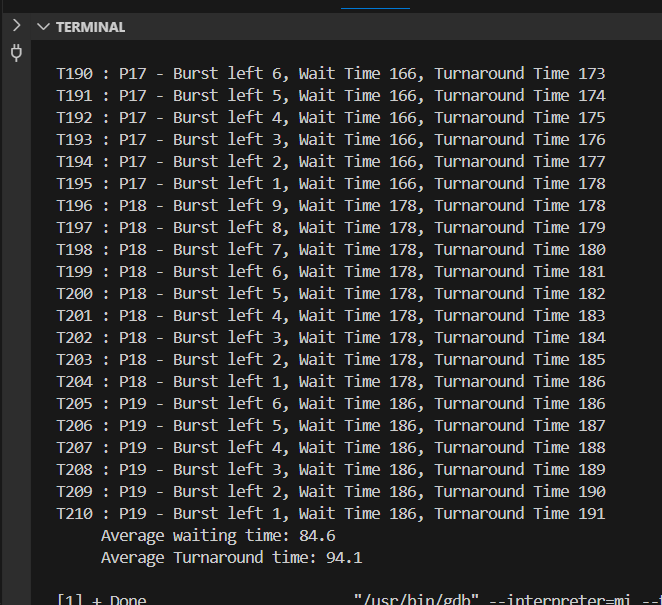 TERMINAL
T190 : P17 - Burst left 6, Wait Time 166, Turnaround Time 173
T191 : P17 - Burst left 5, Wait Time 166, Turnaround Time 174
T192 : P17 - Burst left 4, Wait Time 166, Turnaround Time 175
T193 : P17 - Burst left 3, Wait Time 166, Turnaround Time 176
T194 : P17 - Burst left 2, Wait Time 166, Turnaround Time 177
T195 : P17 - Burst left 1, Wait Time 166, Turnaround Time 178
T196 : P18 - Burst left 9, Wait Time 178, Turnaround Time 178
T197 : P18 - Burst left 8, Wait Time 178, Turnaround Time 179
T198 : P18 - Burst left 7, Wait Time 178, Turnaround Time 180
T199 : P18 - Burst left 6, Wait Time 178, Turnaround Time 181
T200 : P18 - Burst left 5, Wait Time 178, Turnaround Time 182
T201 : P18 - Burst left 4, Wait Time 178, Turnaround Time 183
T202 : P18 - Burst left 3, Wait Time 178, Turnaround Time 184
T203 : P18 - Burst left 2, Wait Time 178, Turnaround Time 185
T204 : P18 - Burst left 1, Wait Time 178, Turnaround Time 186
T205 : P19 - Burst left 6, Wait Time 186, Turnaround Time 186
T206 : P19 - Burst left 5, Wait Time 186, Turnaround Time 187
T207 : P19 - Burst left 4, Wait Time 186, Turnaround Time 188
T208 : P19 - Burst left 3, Wait Time 186, Turnaround Time 189
T209 : P19 - Burst left 2, Wait Time 186, Turnaround Time 190
T210 : P19 - Burst left 1, Wait Time 186, Turnaround Time 191
Average waiting time: 84.6
Average Turnaround time: 94.1
[1] + Done "/usr/bin/gdb" --interpreter=mi